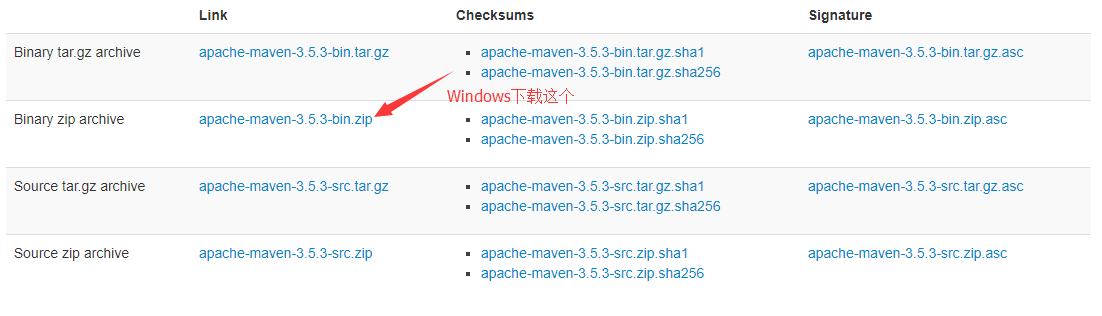 Link Checksums Signature
Binary tar.gz archive apache-maven-3.5.3-bin.tar.gz apache-maven-3.5.3-bin.tar.gz.sha1 apache-maven-3.5.3-bin.tar.gz.asc
apache-maven-3.5.3-bin.tar.gz.sha256
Windows下载这个
Binary zip archive apache-maven-3.5.3-bin.zip apache-maven-3.5.3-bin.zip.sha1 apache-maven-3.5.3-bin.zip.asc
apache-maven-3.5.3-bin.zip.sha256
Source tar.gz archive apache-maven-3.5.3-src.tar.gz apache-maven-3.5.3-src.tar.gz.sha1 apache-maven-3.5.3-src.tar.gz.asc
apache-maven-3.5.3-src.tar.gz.sha256
Source zip archive apache-maven-3.5.3-src.zip apache-maven-3.5.3-src.zip.sha1 apache-maven-3.5.3-src.zip.asc
apache-maven-3.5.3-src.zip.sha256